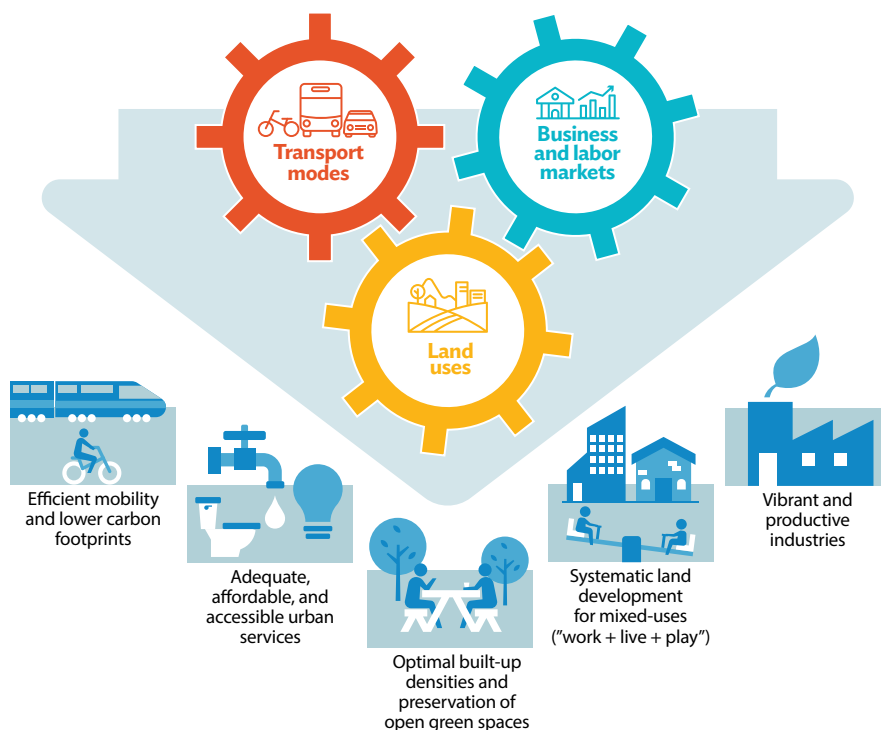 Transport
modes
Business
and labor
markets
Land
uses
Efficient mobility
and lower carbon
footprints
Adequate,
affordable, and
accessible urban
services
Optimal built-up
densities and
preservation of
open green spaces
Systematic land
development
for mixed-uses
("work + live + play")
Vibrant and
productive
industries